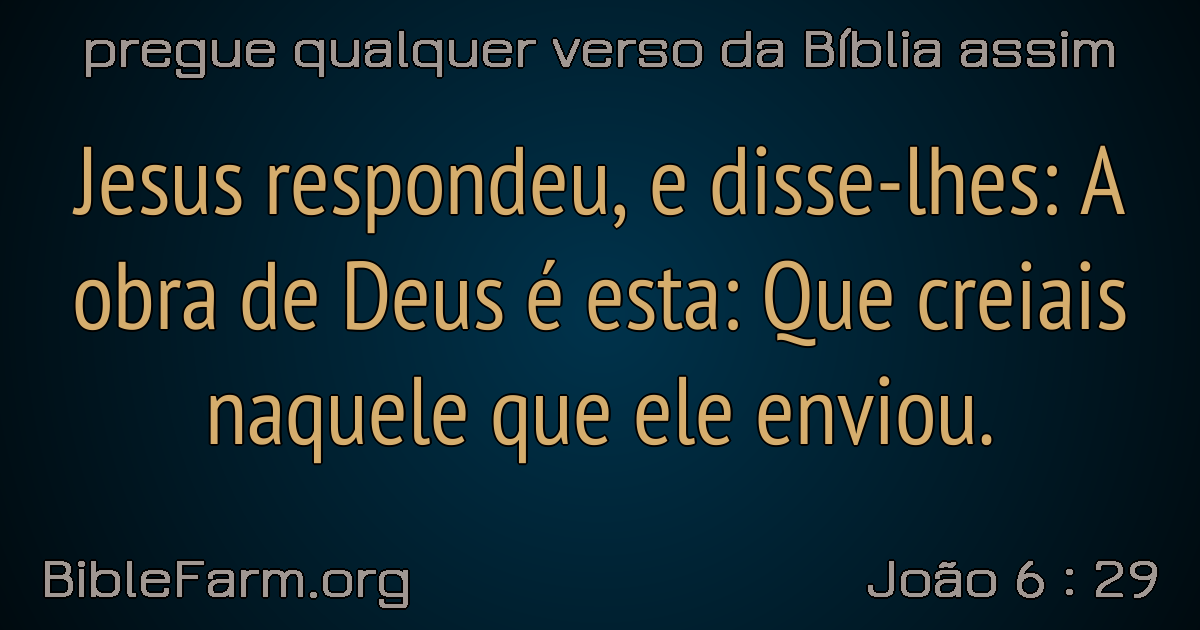 pregue qualquer verso da Bíblia assim
Jesus respondeu, e disse-lhes: A
obra de Deus é esta: Que creiais
naquele que ele enviou.
BibleFarm.org
João 6 : 29